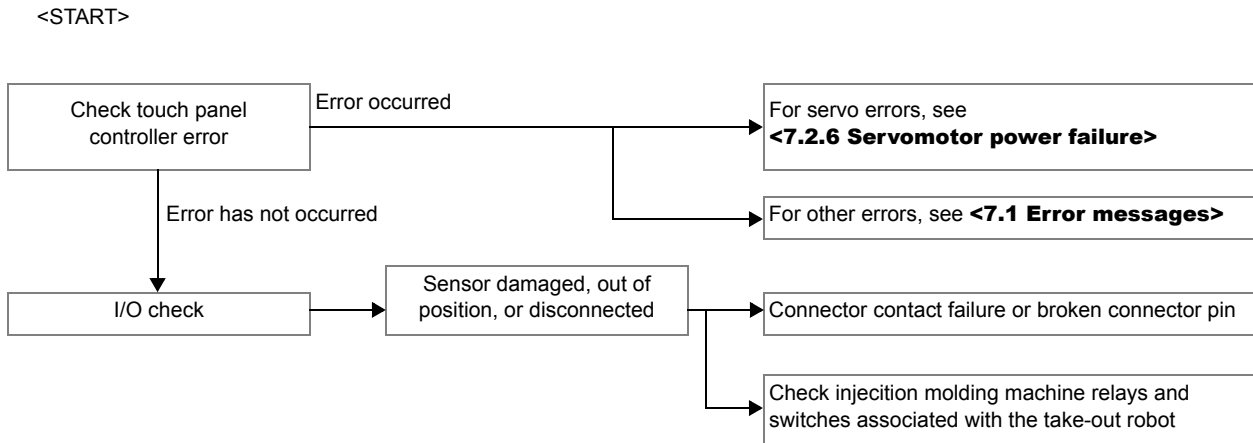 <START>
Check touch panel
controller error
Error occurred
For servo errors, see
<7.2.6 Servomotor power failure>
Error has not occurred
For other errors, see <7.1 Error messages>
I/O check
Sensor damaged, out of
position, or disconnected
Connector contact failure or broken connector pin
Check injecition molding machine relays and
switches associated with the take-out robot